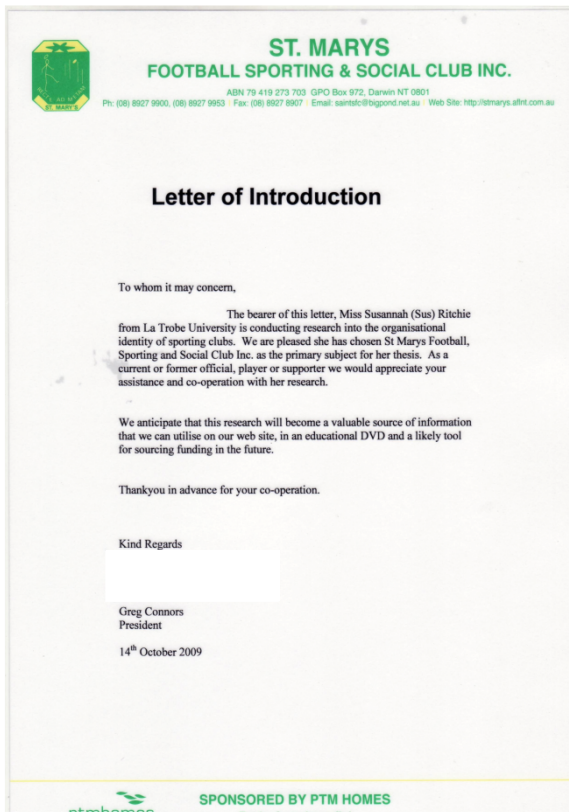 ST. MARYS
FOOTBALL SPORTING & SOCIAL CLUB INC.
ABN 79 419 273 703 GPO Box 972, Darwin NT 0801
Ph: (08) 8927 9900, (08) 8927 9953 | Fax: (08) 8927 8907 | Email: saintsfc@bigpond.net.au | Web Site: http://stmarys.aflnt.com.au
ST. MARY'S
Letter of Introduction
To whom it may concern,
The bearer of this letter, Miss Susannah (Sus) Ritchie
from La Trobe University is conducting research into the organisational
identity of sporting clubs. We are pleased she has chosen St Marys Football,
Sporting and Social Club Inc. as the primary subject for her thesis. As a
current or former official, player or supporter we would appreciate your
assistance and co-operation with her research.
We anticipate that this research will become a valuable source of information
that we can utilise on our web site, in an educational DVD and a likely tool
for sourcing funding in the future.
Thankyou in advance for your co-operation.
Kind Regards
Greg Connors
President
14th October 2009
SPONSORED BY PTM HOMES
ptmhomes